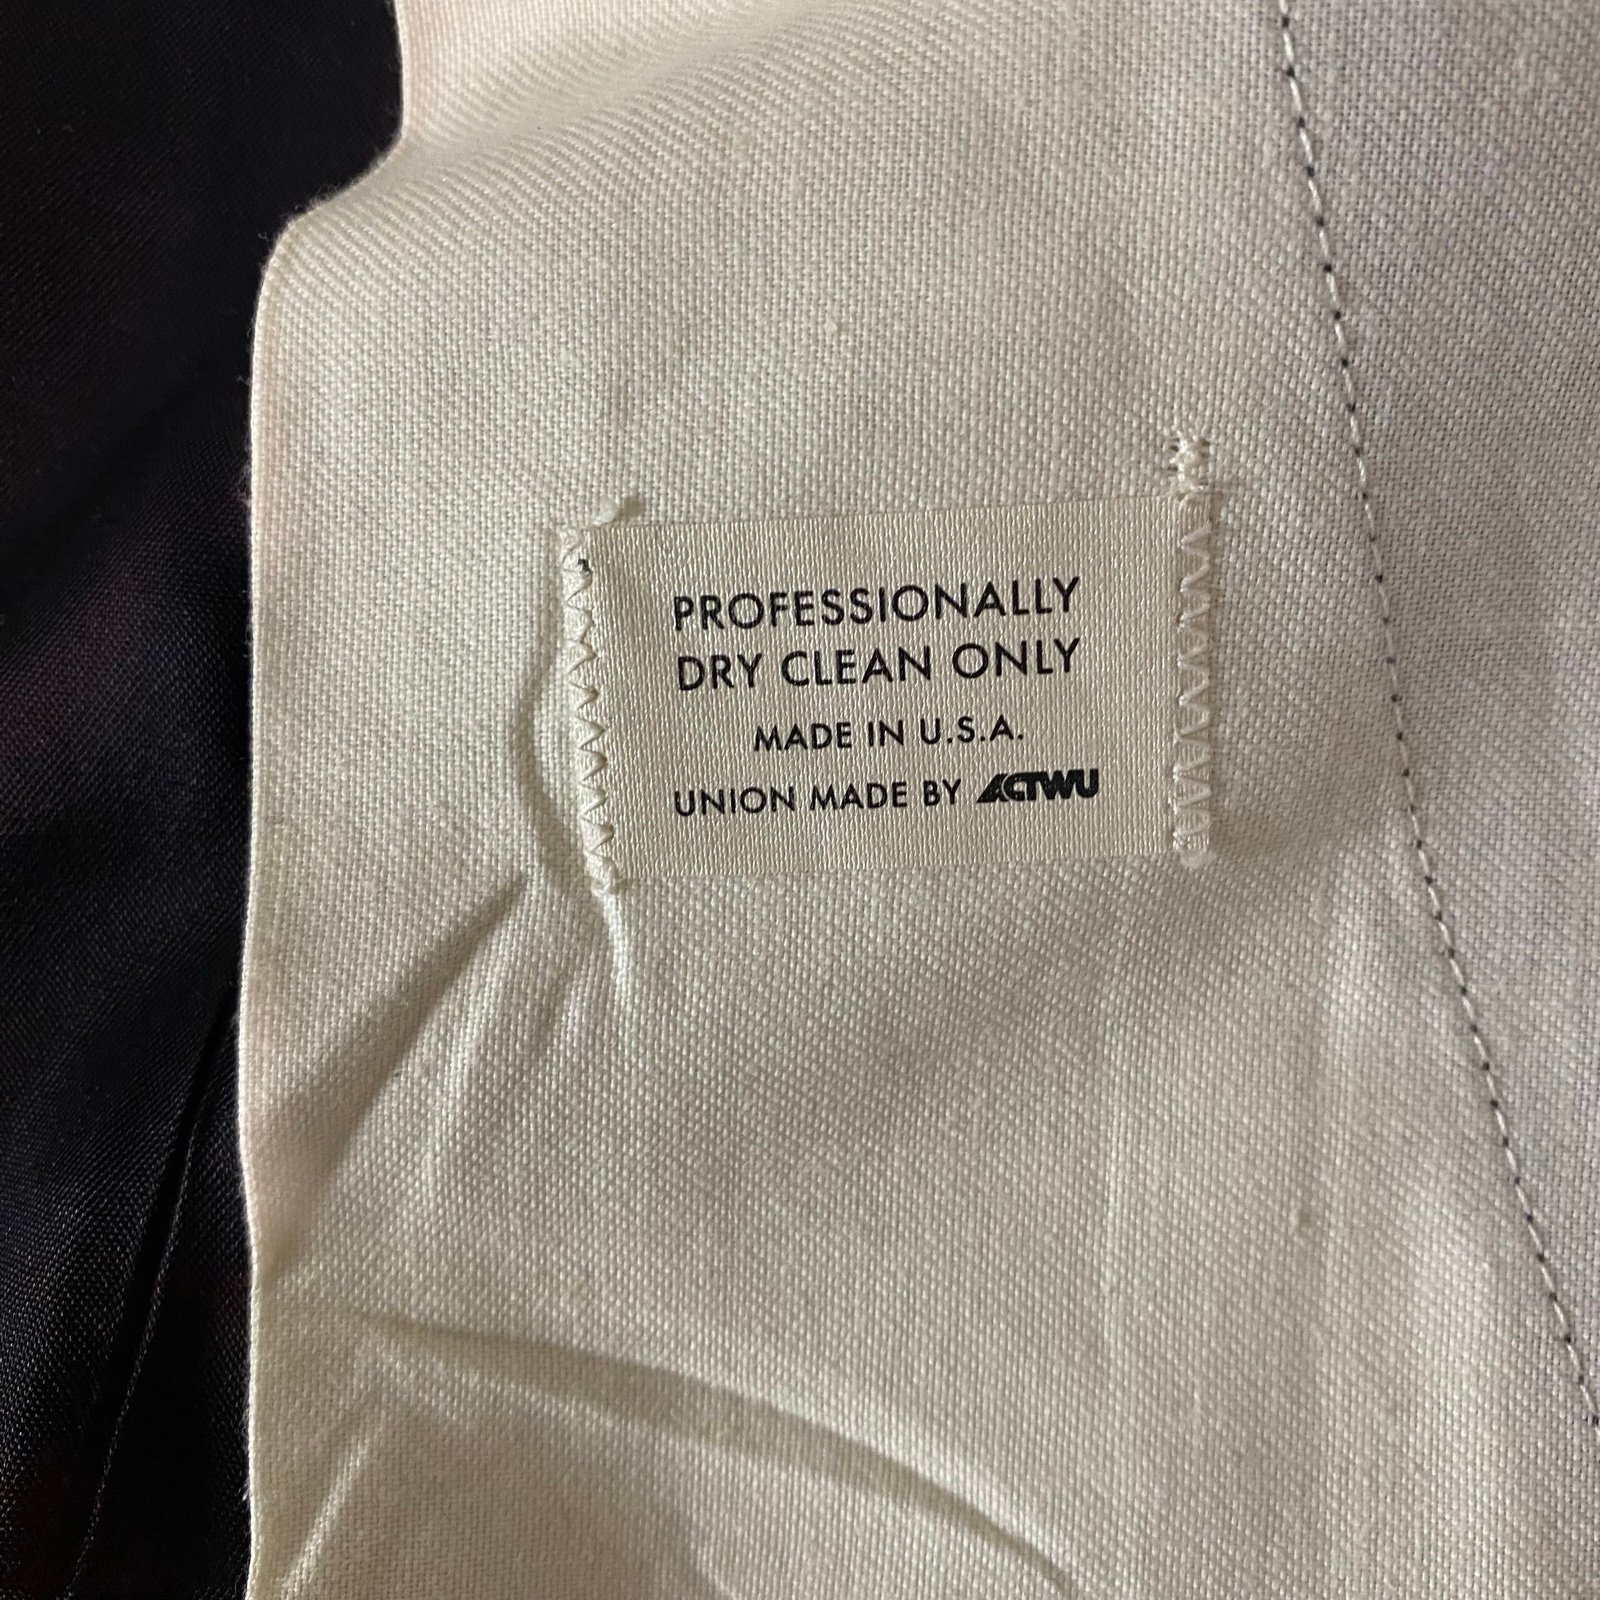 PROFESSIONALLY
DRY CLEAN ONLY
MADE IN U.S.A.
UNION MADE BY ACTWU